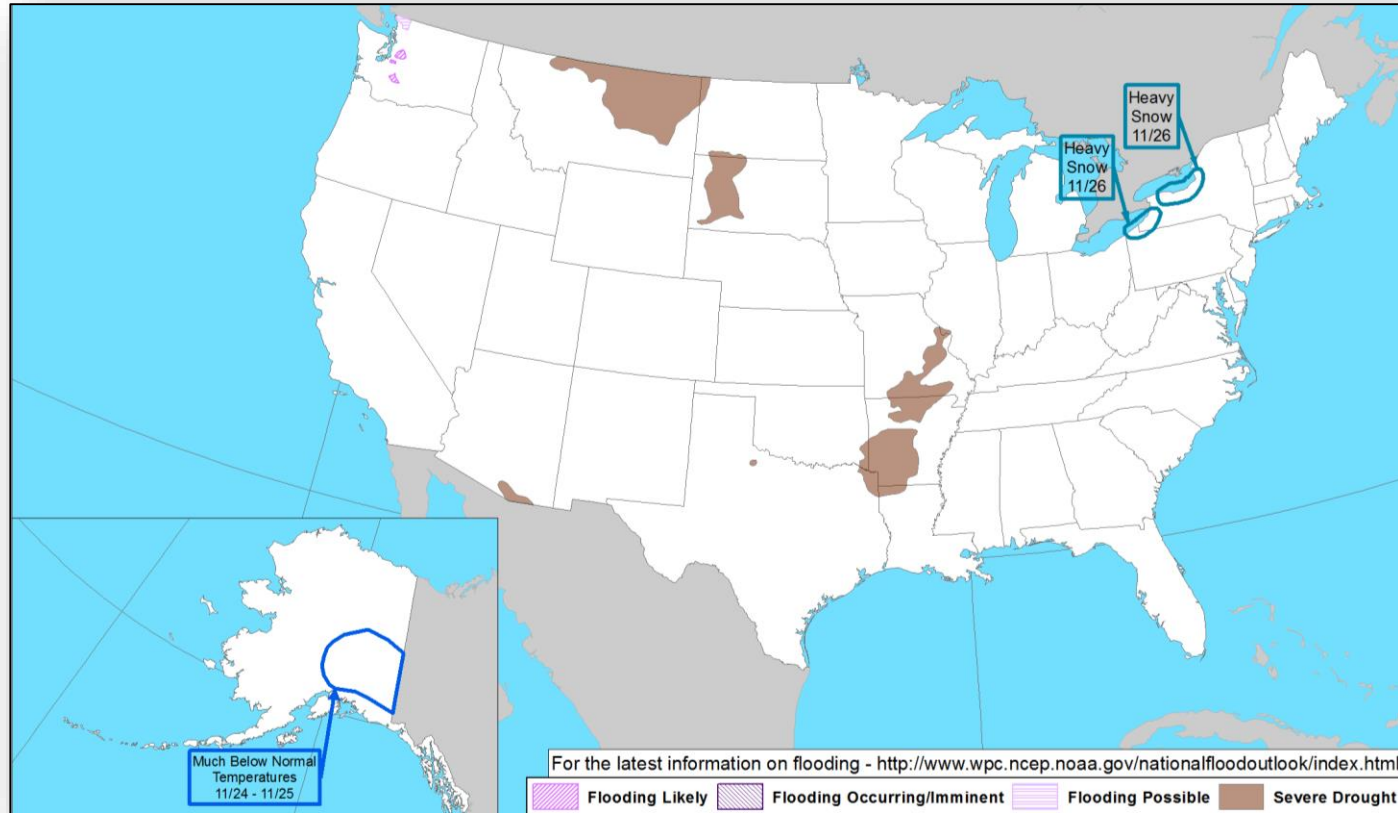 Heavy
Snow
11/26
Heavy
Snow
11/26
Much Below Normal
Temperatures
11/24 - 11/25
For the latest information on flooding - http://www.wpc.ncep.noaa.gov/nationalfloodoutlook/index.html
Flooding Likely Flooding Occurring/Imminent Flooding Possible Severe Drought